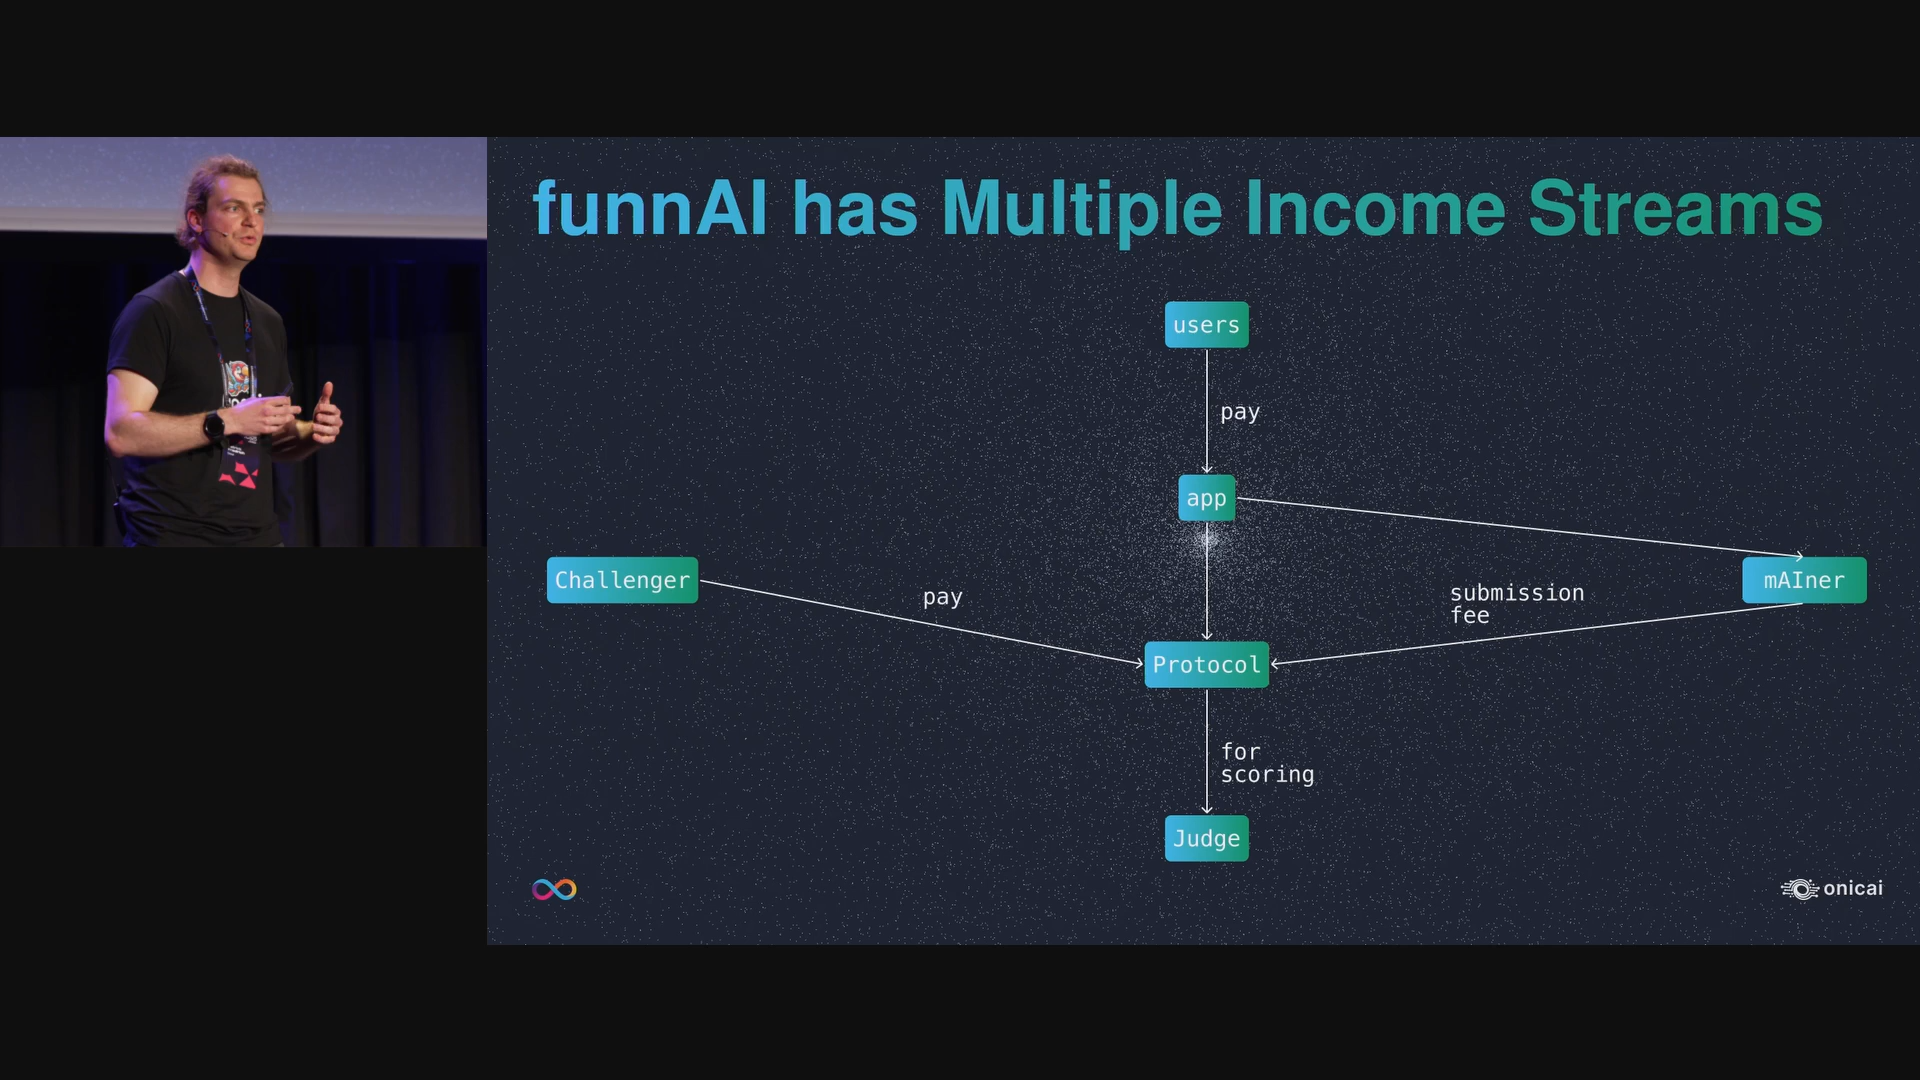 funnAI has Multiple Income Streams
users
pay
app
Challenger
pay
submission
fee
mAIner
Protocol
for
scoring
Judge
onicai